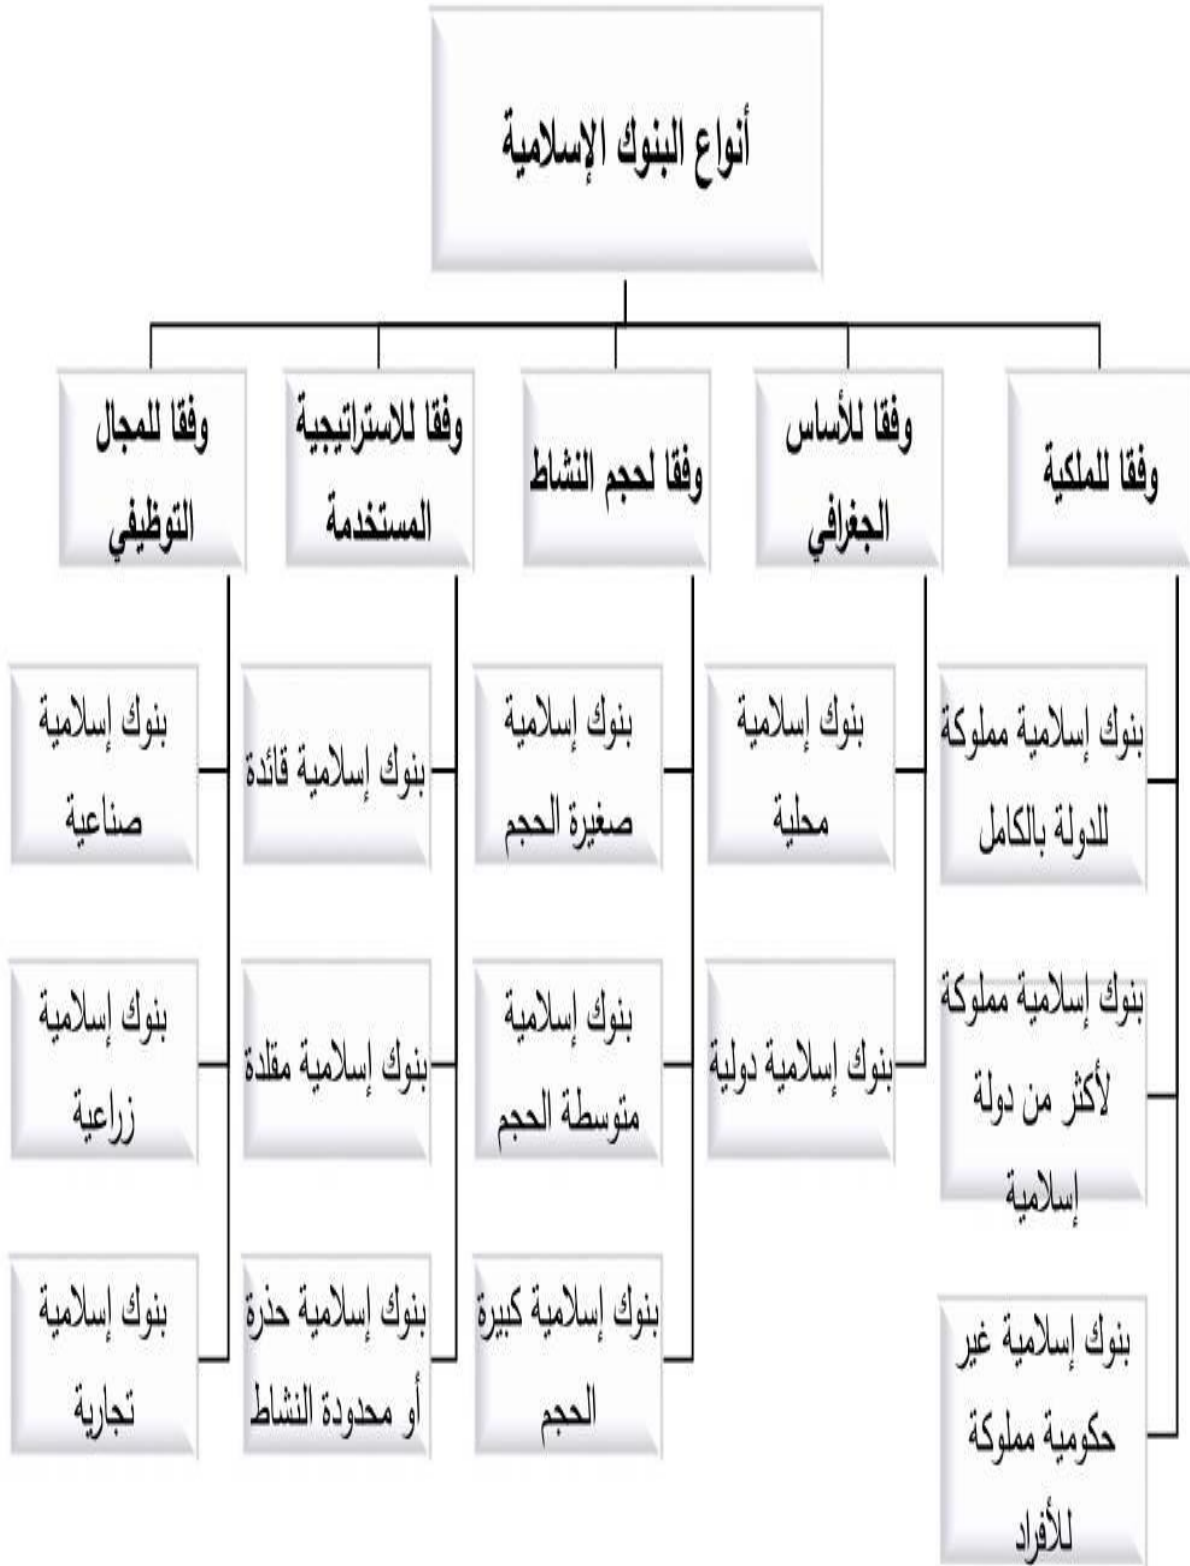 أنواع البنوك الإسلامية
وفقا للملكية
بنوك إسلامية مملوكة
للدولة بالكامل
بنوك إسلامية مملوكة
لأكثر من دولة
إسلامية
بنوك إسلامية غير
حكومية مملوكة
للأفراد
وفقا للأساس
الجغرافي
بنوك إسلامية
محلية
بنوك إسلامية دولية
وفقا لحجم النشاط
بنوك إسلامية
صغيرة الحجم
بنوك إسلامية
متوسطة الحجم
بنوك إسلامية كبيرة
الحجم
وفقا للاستراتيجية
المستخدمة
بنوك إسلامية قائدة
بنوك إسلامية مقلدة
بنوك إسلامية حذرة
أو محدودة النشاط
وفقا للمجال
التوظيفي
بنوك إسلامية
صناعية
بنوك إسلامية
زراعية
بنوك إسلامية
تجارية